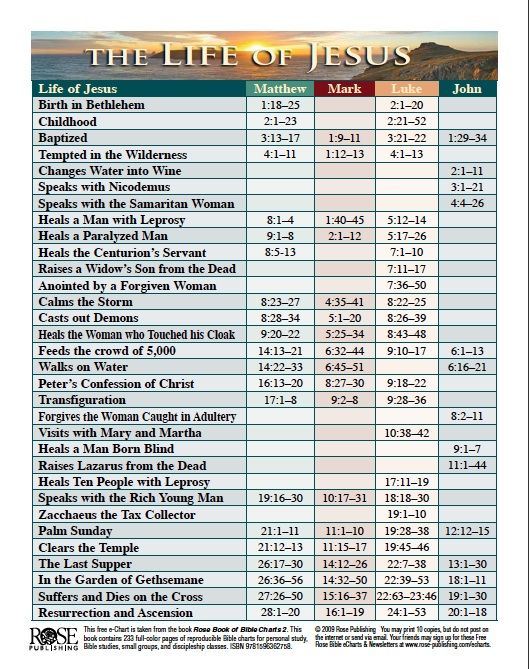 THE LIFE OF JESUS
Life of Jesus Matthew Mark Luke John
Birth in Bethlehem 1:18–25 2:1–20
Childhood 2:1–23 2:21–52
Baptized 3:13–17 1:9–11 3:21–22 1:29–34
Tempted in the Wilderness 4:1–11 1:12–13 4:1–13
Changes Water into Wine 2:1–11
Speaks with Nicodemus 3:1–21
Speaks with the Samaritan Woman 4:4–26
Heals a Man with Leprosy 8:1–4 1:40–45 5:12–14
Heals a Paralyzed Man 9:1–8 2:1–12 5:17–26
Heals the Centurion's Servant 8:5-13 7:1–10
Raises a Widow's Son from the Dead 7:11–17
Anointed by a Forgiven Woman 7:36–50
Calms the Storm 8:23–27 4:35–41 8:22–25
Casts out Demons 8:28–34 5:1–20 8:26–39
Heals the Woman who Touched his Cloak 9:20–22 5:25–34 8:43–48
Feeds the crowd of 5,000 14:13–21 6:32–44 9:10–17 6:1–13
Walks on Water 14:22–33 6:45–51 6:16–21
Peter's Confession of Christ 16:13–20 8:27–30 9:18–22
Transfiguration 17:1–8 9:2–8 9:28–36
Forgives the Woman Caught in Adultery 8:2–11
Visits with Mary and Martha 10:38–42
Heals a Man Born Blind 9:1–7
Raises Lazarus from the Dead 11:1–44
Heals Ten People with Leprosy 17:11–19
Speaks with the Rich Young Man 19:16–30 10:17–31 18:18–30
Zacchaeus the Tax Collector 19:1–10
Palm Sunday 21:1–11 11:1–10 19:28–38 12:12–15
Clears the Temple 21:12–13 11:15–17 19:45–46
The Last Supper 26:17–30 14:12–26 22:7–38 13:1–30
In the Garden of Gethsemane 26:36–56 14:32–50 22:39–53 18:1–11
Suffers and Dies on the Cross 27:26–50 15:16–37 22:63–23:46 19:1–30
Resurrection and Ascension 28:1–20 16:1–19 24:1–53 20:1–18
ROSE PUBLISHING
This free e-Chart is taken from the book Rose Book of Bible Charts 2. This
book contains 233 full-color pages of reproducible Bible charts for personal study,
Bible studies, small groups, and discipleship classes. ISBN 9781596362758.
© 2009 Rose Publishing You may print 10 copies, but do not post on
the internet or send via email. Your friends may sign up for these Free
Rose Bible eCharts & Newsletters at www.rose-publishing.com/echarts.